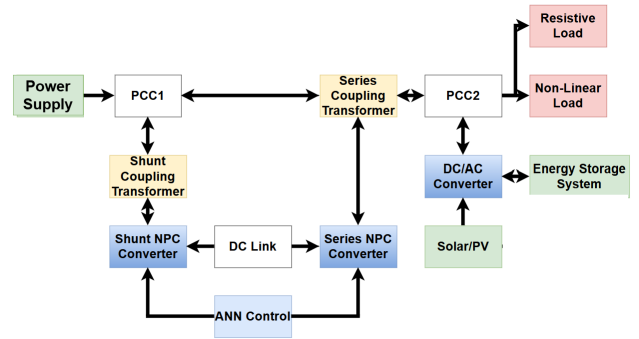 Resistive
Load
Power
Supply
PCC1
Series
Coupling
Transformer
PCC2
Non-Linear
Load
Shunt
Coupling
Transformer
DC/AC
Converter
Energy Storage
System
Shunt NPC
Converter
DC Link
Series NPC
Converter
Solar/PV
ANN Control